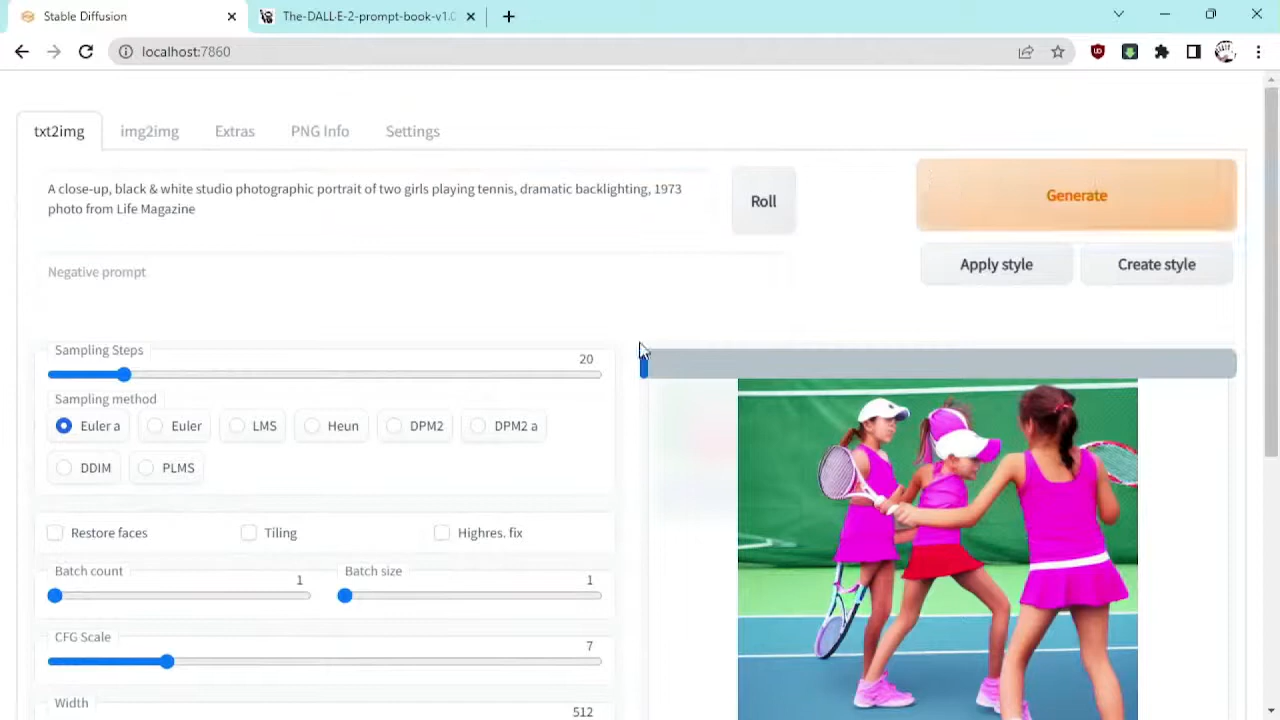 Stable Diffusion
The-DALL·E-2-prompt-book-v1.0
localhost:7860
txt2img img2img Extras PNG Info Settings
A close-up, black & white studio photographic portrait of two girls playing tennis, dramatic backlighting, 1973
photo from Life Magazine
Roll
Generate
Negative prompt
Apply style Create style
Sampling Steps
20
Sampling method
Euler a Euler LMS Heun DPM2 DPM2 a
DDIM PLMS
Restore faces Tiling Highres. fix
Batch count
1
Batch size
1
CFG Scale
7
Width
512